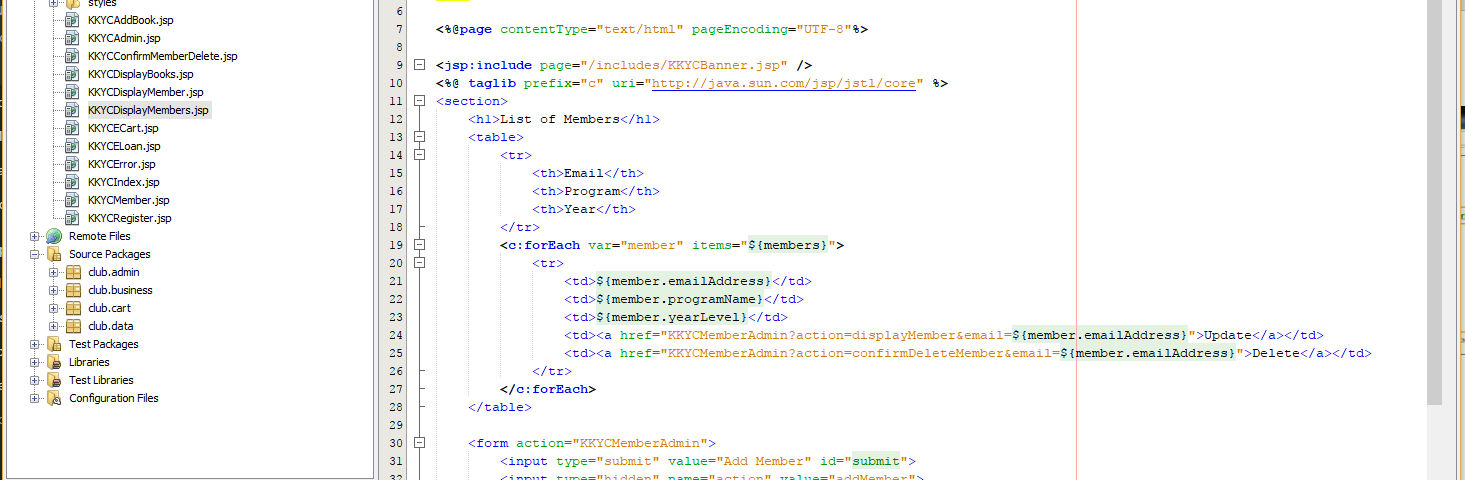 styles
KKYCAddBook.jsp
KKYCAdmin.jsp
KKYCConfirmMemberDelete.jsp
KKYCDisplayBooks.jsp
KKYCDisplayMember.jsp
KKYCDisplayMembers.jsp
KKYCECart.jsp
KKYCELoan.jsp
KKYCError.jsp
KKYCIndex.jsp
KKYCMember.jsp
KKYCRegister.jsp
Remote Files
Source Packages
club.admin
club.business
club.cart
club.data
Test Packages
Libraries
Test Libraries
Configuration Files
6
7 <%@page contentType="text/html" pageEncoding="UTF-8"%>
8
9 <jsp:include page="/includes/KKYCBanner.jsp" />
10 <%@ taglib prefix="c" uri="http://java.sun.com/jsp/jstl/core" %>
11 <section>
12 <h1>List of Members</h1>
13 <table>
14 <tr>
15 <th>Email</th>
16 <th>Program</th>
17 <th>Year</th>
18 </tr>
19 <c:forEach var="member" items="${members}">
20 <tr>
21 <td>${member.emailAddress}</td>
22 <td>${member.programName}</td>
23 <td>${member.yearLevel}</td>
24 <td><a href="KKYCMemberAdmin?action=displayMember&email=${member.emailAddress}">Update</a></td>
25 <td><a href="KKYCMemberAdmin?action=confirmDeleteMember&email=${member.emailAddress}">Delete</a></td>
26 </tr>
27 </c:forEach>
28 </table>
29
30 <form action="KKYCMemberAdmin">
31 <input type="submit" value="Add Member" id="submit">
32 <input type="hidden" name="action" value="addMember">